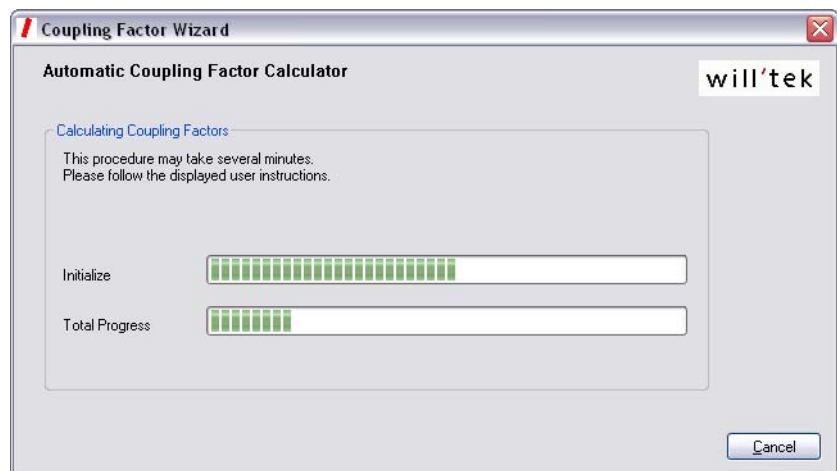 Coupling Factor Wizard
Automatic Coupling Factor Calculator
will'tek
Calculating Coupling Factors
This procedure may take several minutes.
Please follow the displayed user instructions.
Initialize
Total Progress
Cancel